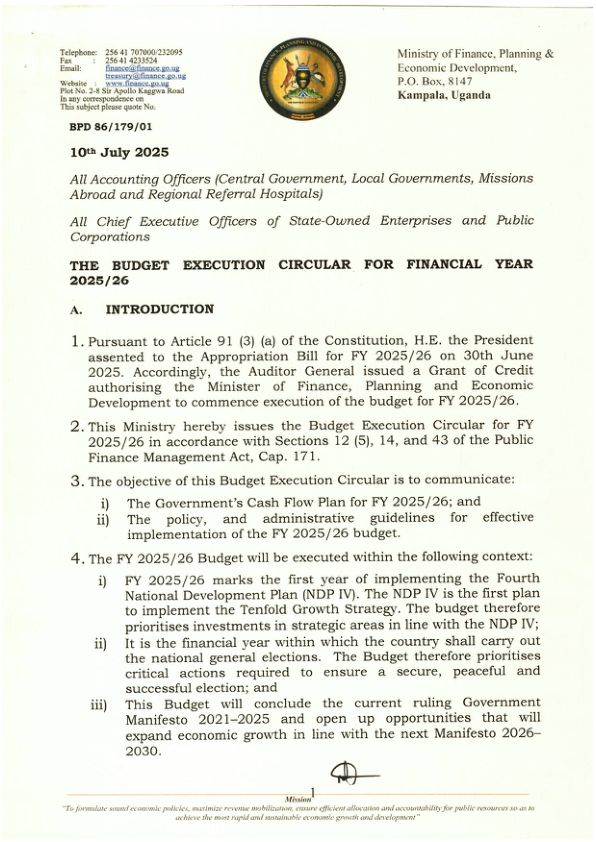 Telephone: 256 41 707000/232095
Fax : 256 41 4233524
Email: finance@finance.go.ug
treasury@finance.go.ug
Website : www.finance.go.ug
Plot No. 2-8 Sir Apollo Kaggwa Road
In any correspondence on
This subject please quote No.
Ministry of Finance, Planning &
Economic Development,
P.O. Box, 8147
Kampala, Uganda
BPD 86/179/01
10th July 2025
All Accounting Officers (Central Government, Local Governments, Missions
Abroad and Regional Referral Hospitals)
All Chief Executive Officers of State-Owned Enterprises and Public
Corporations
THE BUDGET EXECUTION CIRCULAR FOR FINANCIAL YEAR
2025/26
A. INTRODUCTION
1. Pursuant to Article 91 (3) (a) of the Constitution, H.E. the President
assented to the Appropriation Bill for FY 2025/26 on 30th June
2025. Accordingly, the Auditor General issued a Grant of Credit
authorising the Minister of Finance, Planning and Economic
Development to commence execution of the budget for FY 2025/26.
2. This Ministry hereby issues the Budget Execution Circular for FY
2025/26 in accordance with Sections 12 (5), 14, and 43 of the Public
Finance Management Act, Cap. 171.
3. The objective of this Budget Execution Circular is to communicate:
i) The Government's Cash Flow Plan for FY 2025/26; and
ii) The policy, and administrative guidelines for effective
implementation of the FY 2025/26 budget.
4. The FY 2025/26 Budget will be executed within the following context:
i) FY 2025/26 marks the first year of implementing the Fourth
National Development Plan (NDP IV). The NDP IV is the first plan
to implement the Tenfold Growth Strategy. The budget therefore
prioritises investments in strategic areas in line with the NDP IV;
ii) It is the financial year within which the country shall carry out
the national general elections. The Budget therefore prioritises
critical actions required to ensure a secure, peaceful and
successful election; and
iii) This Budget will conclude the current ruling Government
Manifesto 2021–2025 and open up opportunities that will
expand economic growth in line with the next Manifesto 2026–
2030.
1
Mission
"To formulate sound economic policies, maximize revenue mobilization, ensure efficient allocation and accountability for public resources so as to
achieve the most rapid and sustainable economic growth and development"